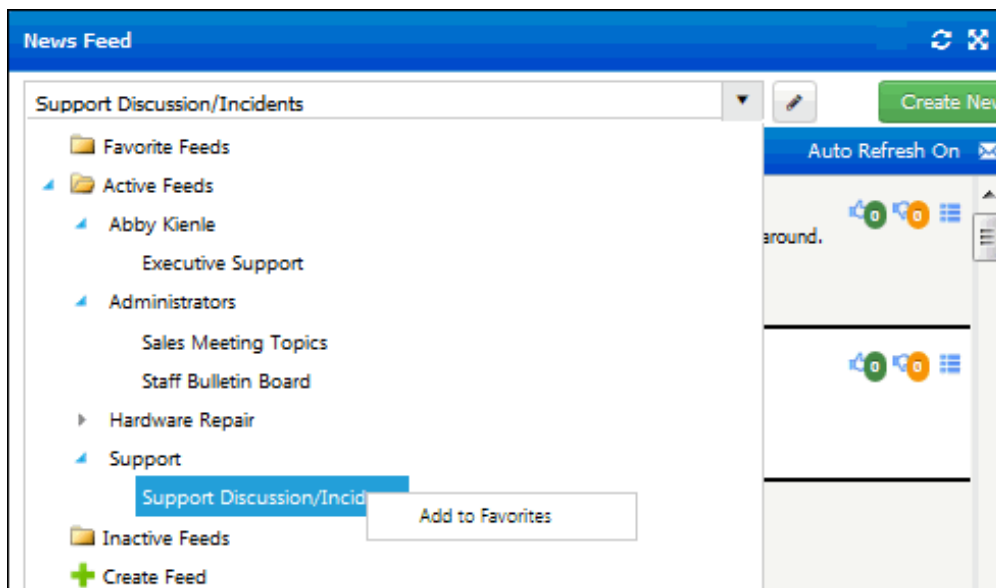 News Feed
Support Discussion/Incidents
Create New
Favorite Feeds
Auto Refresh On
Active Feeds
Abby Kienle
0 0
around.
Executive Support
Administrators
Sales Meeting Topics
0 0
Staff Bulletin Board
Hardware Repair
Support
Support Discussion/Incid
Add to Favorites
Inactive Feeds
Create Feed